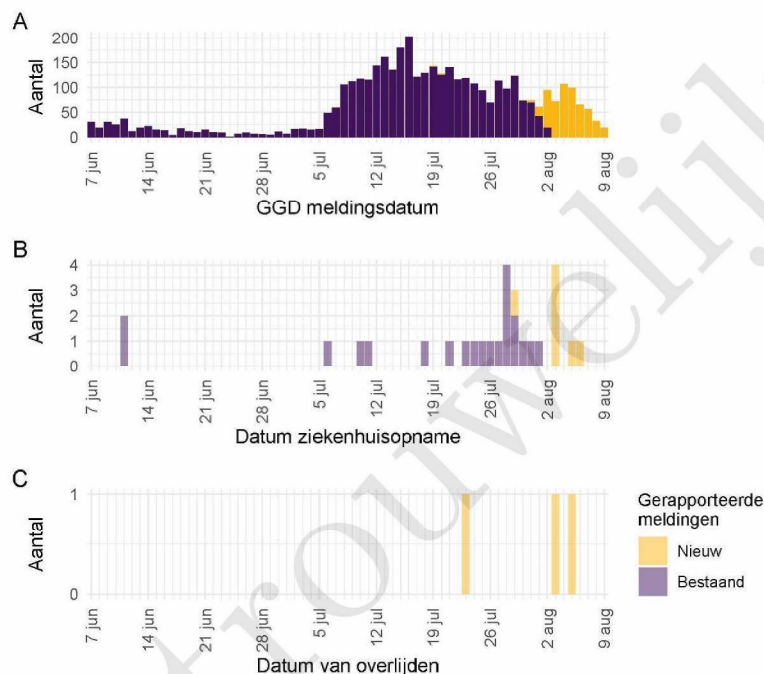 A
Aantal
200
150
100
50
0
7 jun
14 jun
21 jun
28 jun
5 jul
12 jul
19 jul
26 jul
2 aug
9 aug
GGD meldingsdatum
B
Aantal
4
3
2
1
0
7 jun
14 jun
21 jun
28 jun
5 jul
12 jul
19 jul
26 jul
2 aug
9 aug
Datum ziekenhuisopname
C
Aantal
1
0
7 jun
14 jun
21 jun
28 jun
5 jul
12 jul
19 jul
26 jul
2 aug
9 aug
Datum van overlijden
Gerapporteerde
meldingen
Nieuw
Bestaand
trouwelijk